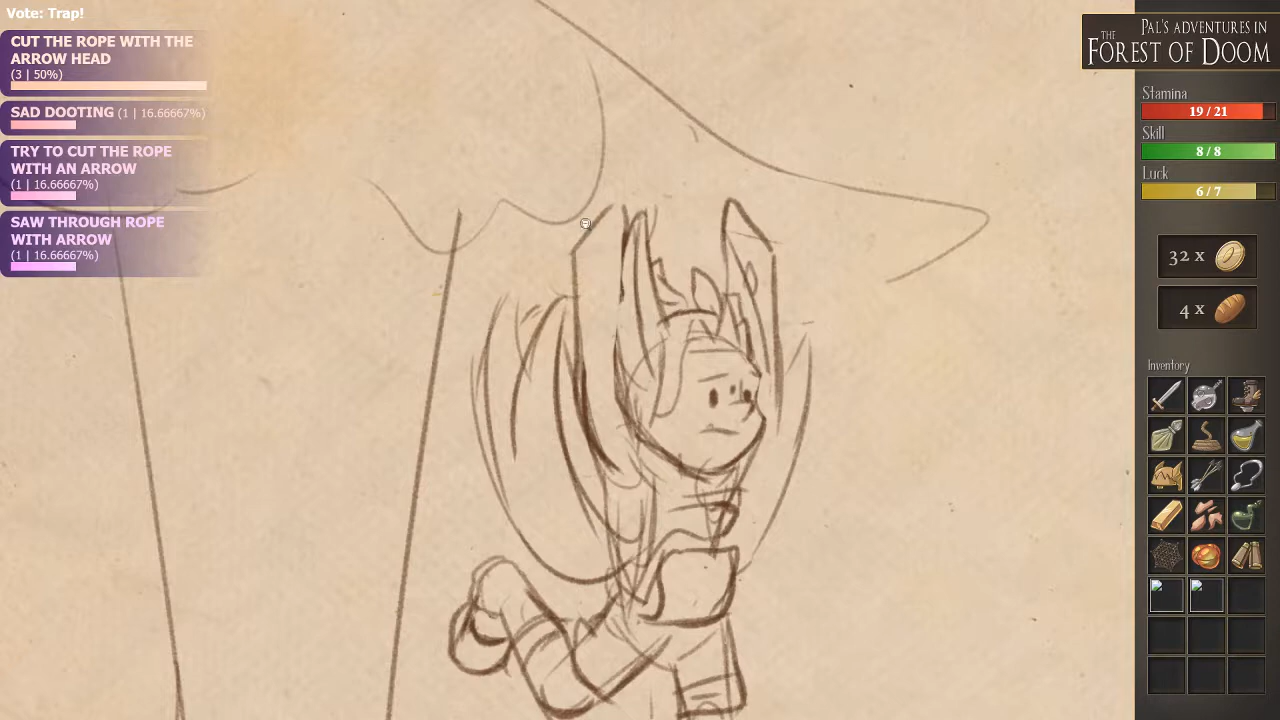 Vote: Trap!
CUT THE ROPE WITH THE
ARROW HEAD
(3 | 50%)
SAD DOOTING (1 | 16.66667%)
TRY TO CUT THE ROPE
WITH AN ARROW
(1 | 16.66667%)
SAW THROUGH ROPE
WITH ARROW
(1 | 16.66667%)
PAL'S ADVENTURES IN
THE FOREST OF DOOM
Stamina
19 / 21
Skill
8 / 8
Luck
6 / 7
32 x
4 x
Inventory